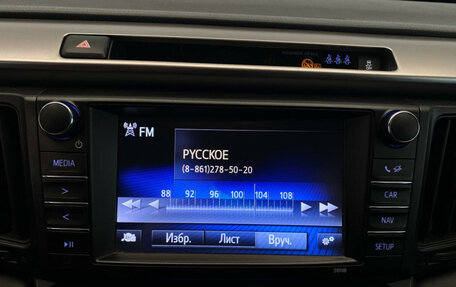 FM
РУССКОЕ
(8-861)278-50-20
88 92 96 100 104 108
Избр. Лист Вруч.
MEDIA
>
<
CAR
NAV
SETUP